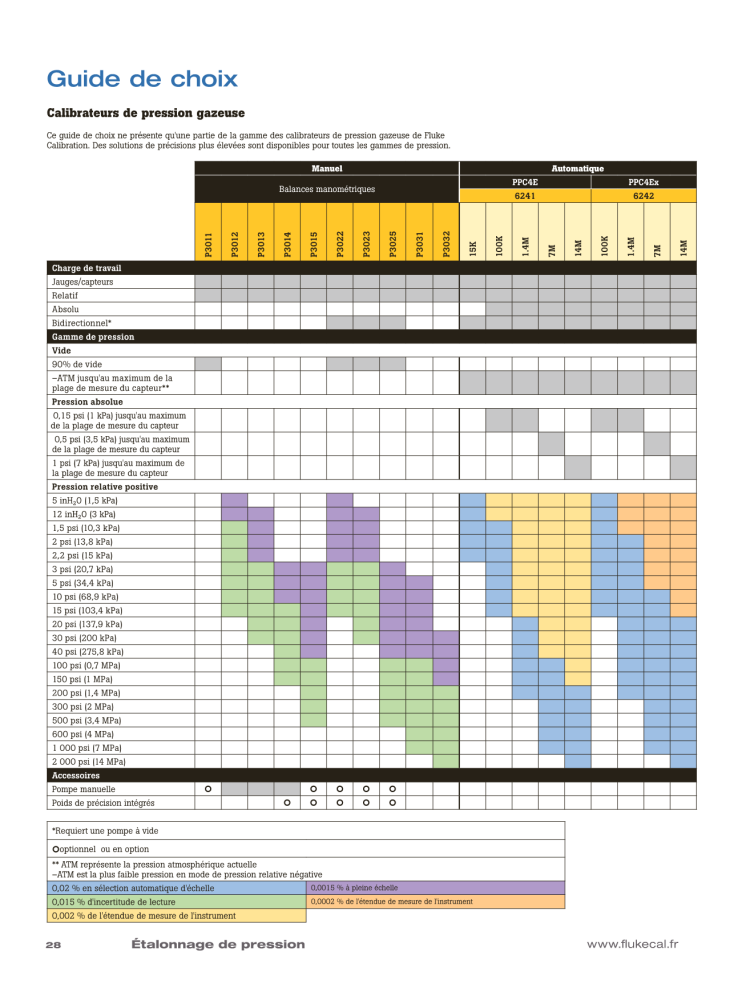 Guide de choix
Calibrateurs de pression gazeuse
Ce guide de choix ne présente qu'une partie de la gamme des calibrateurs de pression gazeuse de Fluke
Calibration. Des solutions de précisions plus élevées sont disponibles pour toutes les gammes de pression.
Manuel Automatique
Balances manométriques PPC4E PPC4Ex
6241 6242
P3011 P3012 P3013 P3014 P3015 P3022 P3023 P3025 P3031 P3032 15K 100K 1.4M 7M 14M 100K 1.4M 7M 14M
Charge de travail
Jauges/capteurs
Relatif
Absolu
Bidirectionnel*
Gamme de pression
Vide
90% de vide
–ATM jusqu'au maximum de la
plage de mesure du capteur**
Pression absolue
0,15 psi (1 kPa) jusqu'au maximum
de la plage de mesure du capteur
0,5 psi (3,5 kPa) jusqu'au maximum
de la plage de mesure du capteur
1 psi (7 kPa) jusqu'au maximum de
la plage de mesure du capteur
Pression relative positive
5 inH₂0 (1,5 kPa)
12 inH₂0 (3 kPa)
1,5 psi (10,3 kPa)
2 psi (13,8 kPa)
2,2 psi (15 kPa)
3 psi (20,7 kPa)
5 psi (34,4 kPa)
10 psi (68,9 kPa)
15 psi (103,4 kPa)
20 psi (137,9 kPa)
30 psi (200 kPa)
40 psi (275,8 kPa)
100 psi (0,7 MPa)
150 psi (1 MPa)
200 psi (1,4 MPa)
300 psi (2 MPa)
500 psi (3,4 MPa)
600 psi (4 MPa)
1 000 psi (7 MPa)
2 000 psi (14 MPa)
Accessoires
Pompe manuelle
Poids de précision intégrés
*Requiert une pompe à vide
optionnel ou en option
** ATM représente la pression atmosphérique actuelle
–ATM est la plus faible pression en mode de pression relative négative
0,02 % en sélection automatique d'échelle 0,0015 % à pleine échelle
0,015 % d'incertitude de lecture 0,0002 % de l'étendue de mesure de l'instrument
0,002 % de l'étendue de mesure de l'instrument
28 Étalonnage de pression www.flukecal.fr